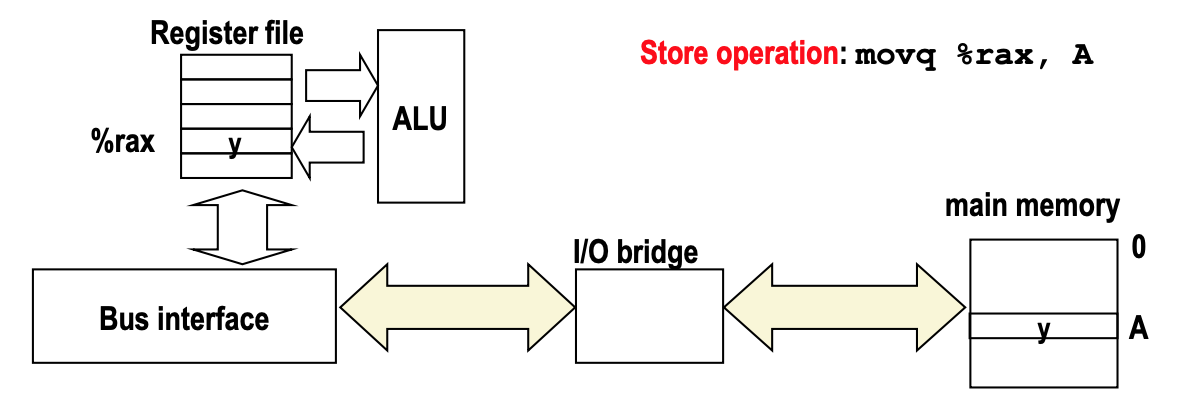 Register file
Store operation: movq %rax, A
ALU
%rax
y
main memory
0
I/O bridge
Bus interface
y
A